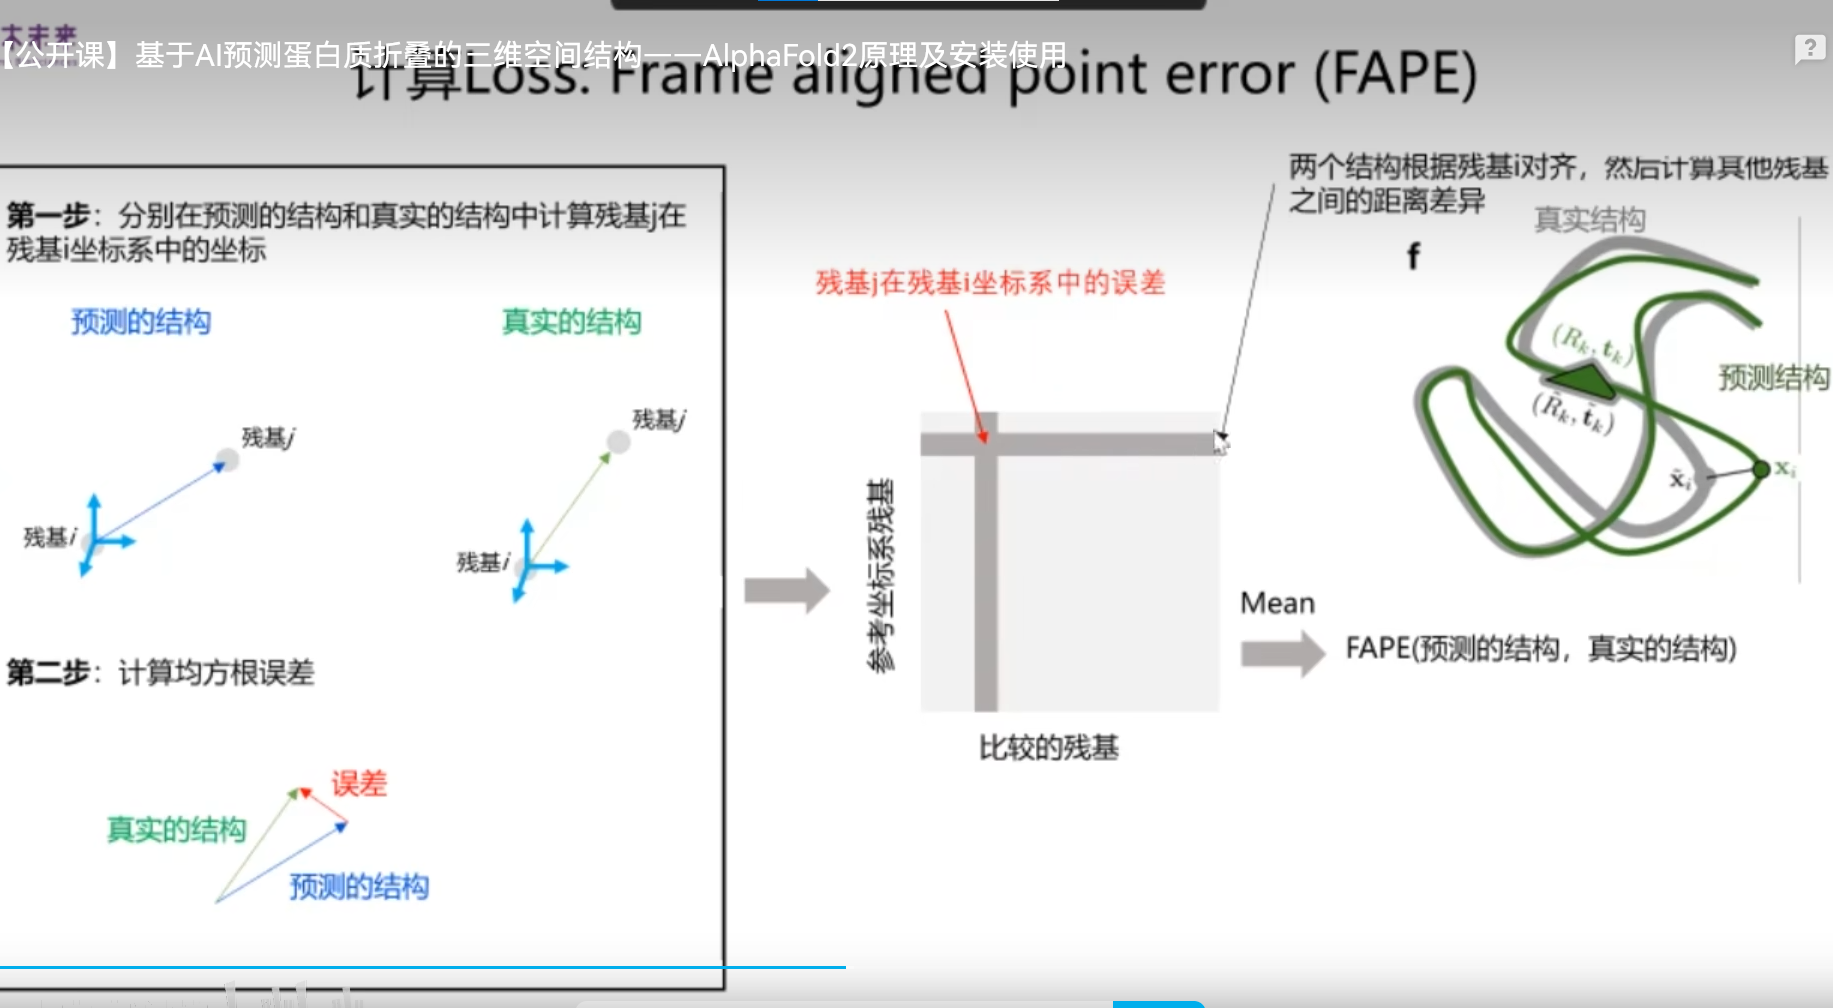 大未来
【公开课】基于AI预测蛋白质折叠的三维空间结构——AlphaFold2原理及安装使用
计算Loss: Frame aligned point error (FAPE)
?
第一步：分别在预测的结构和真实的结构中计算残基j在
残基i坐标系中的坐标
预测的结构
真实的结构
残基j
残基j
残基i
残基i
第二步：计算均方根误差
误差
真实的结构
预测的结构
残基j在残基i坐标系中的误差
参考坐标系残基
比较的残基
两个结构根据残基i对齐，然后计算其他残基
之间的距离差异
f
真实结构
(Rₖ, tₖ)
预测结构
(R̃ₖ, t̃ₖ)
x̃ᵢ
xᵢ
Mean
FAPE(预测的结构，真实的结构)